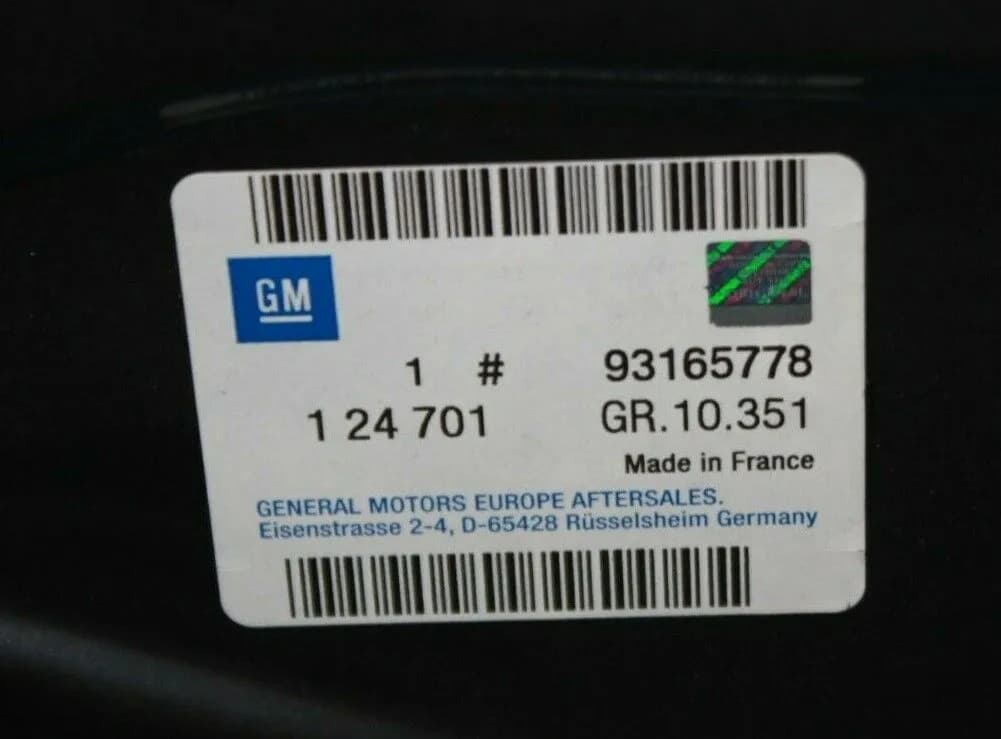 GM
1 # 93165778
1 24 701 GR.10.351
Made in France
GENERAL MOTORS EUROPE AFTERSALES.
Eisenstrasse 2-4, D-65428 Rüsselsheim Germany